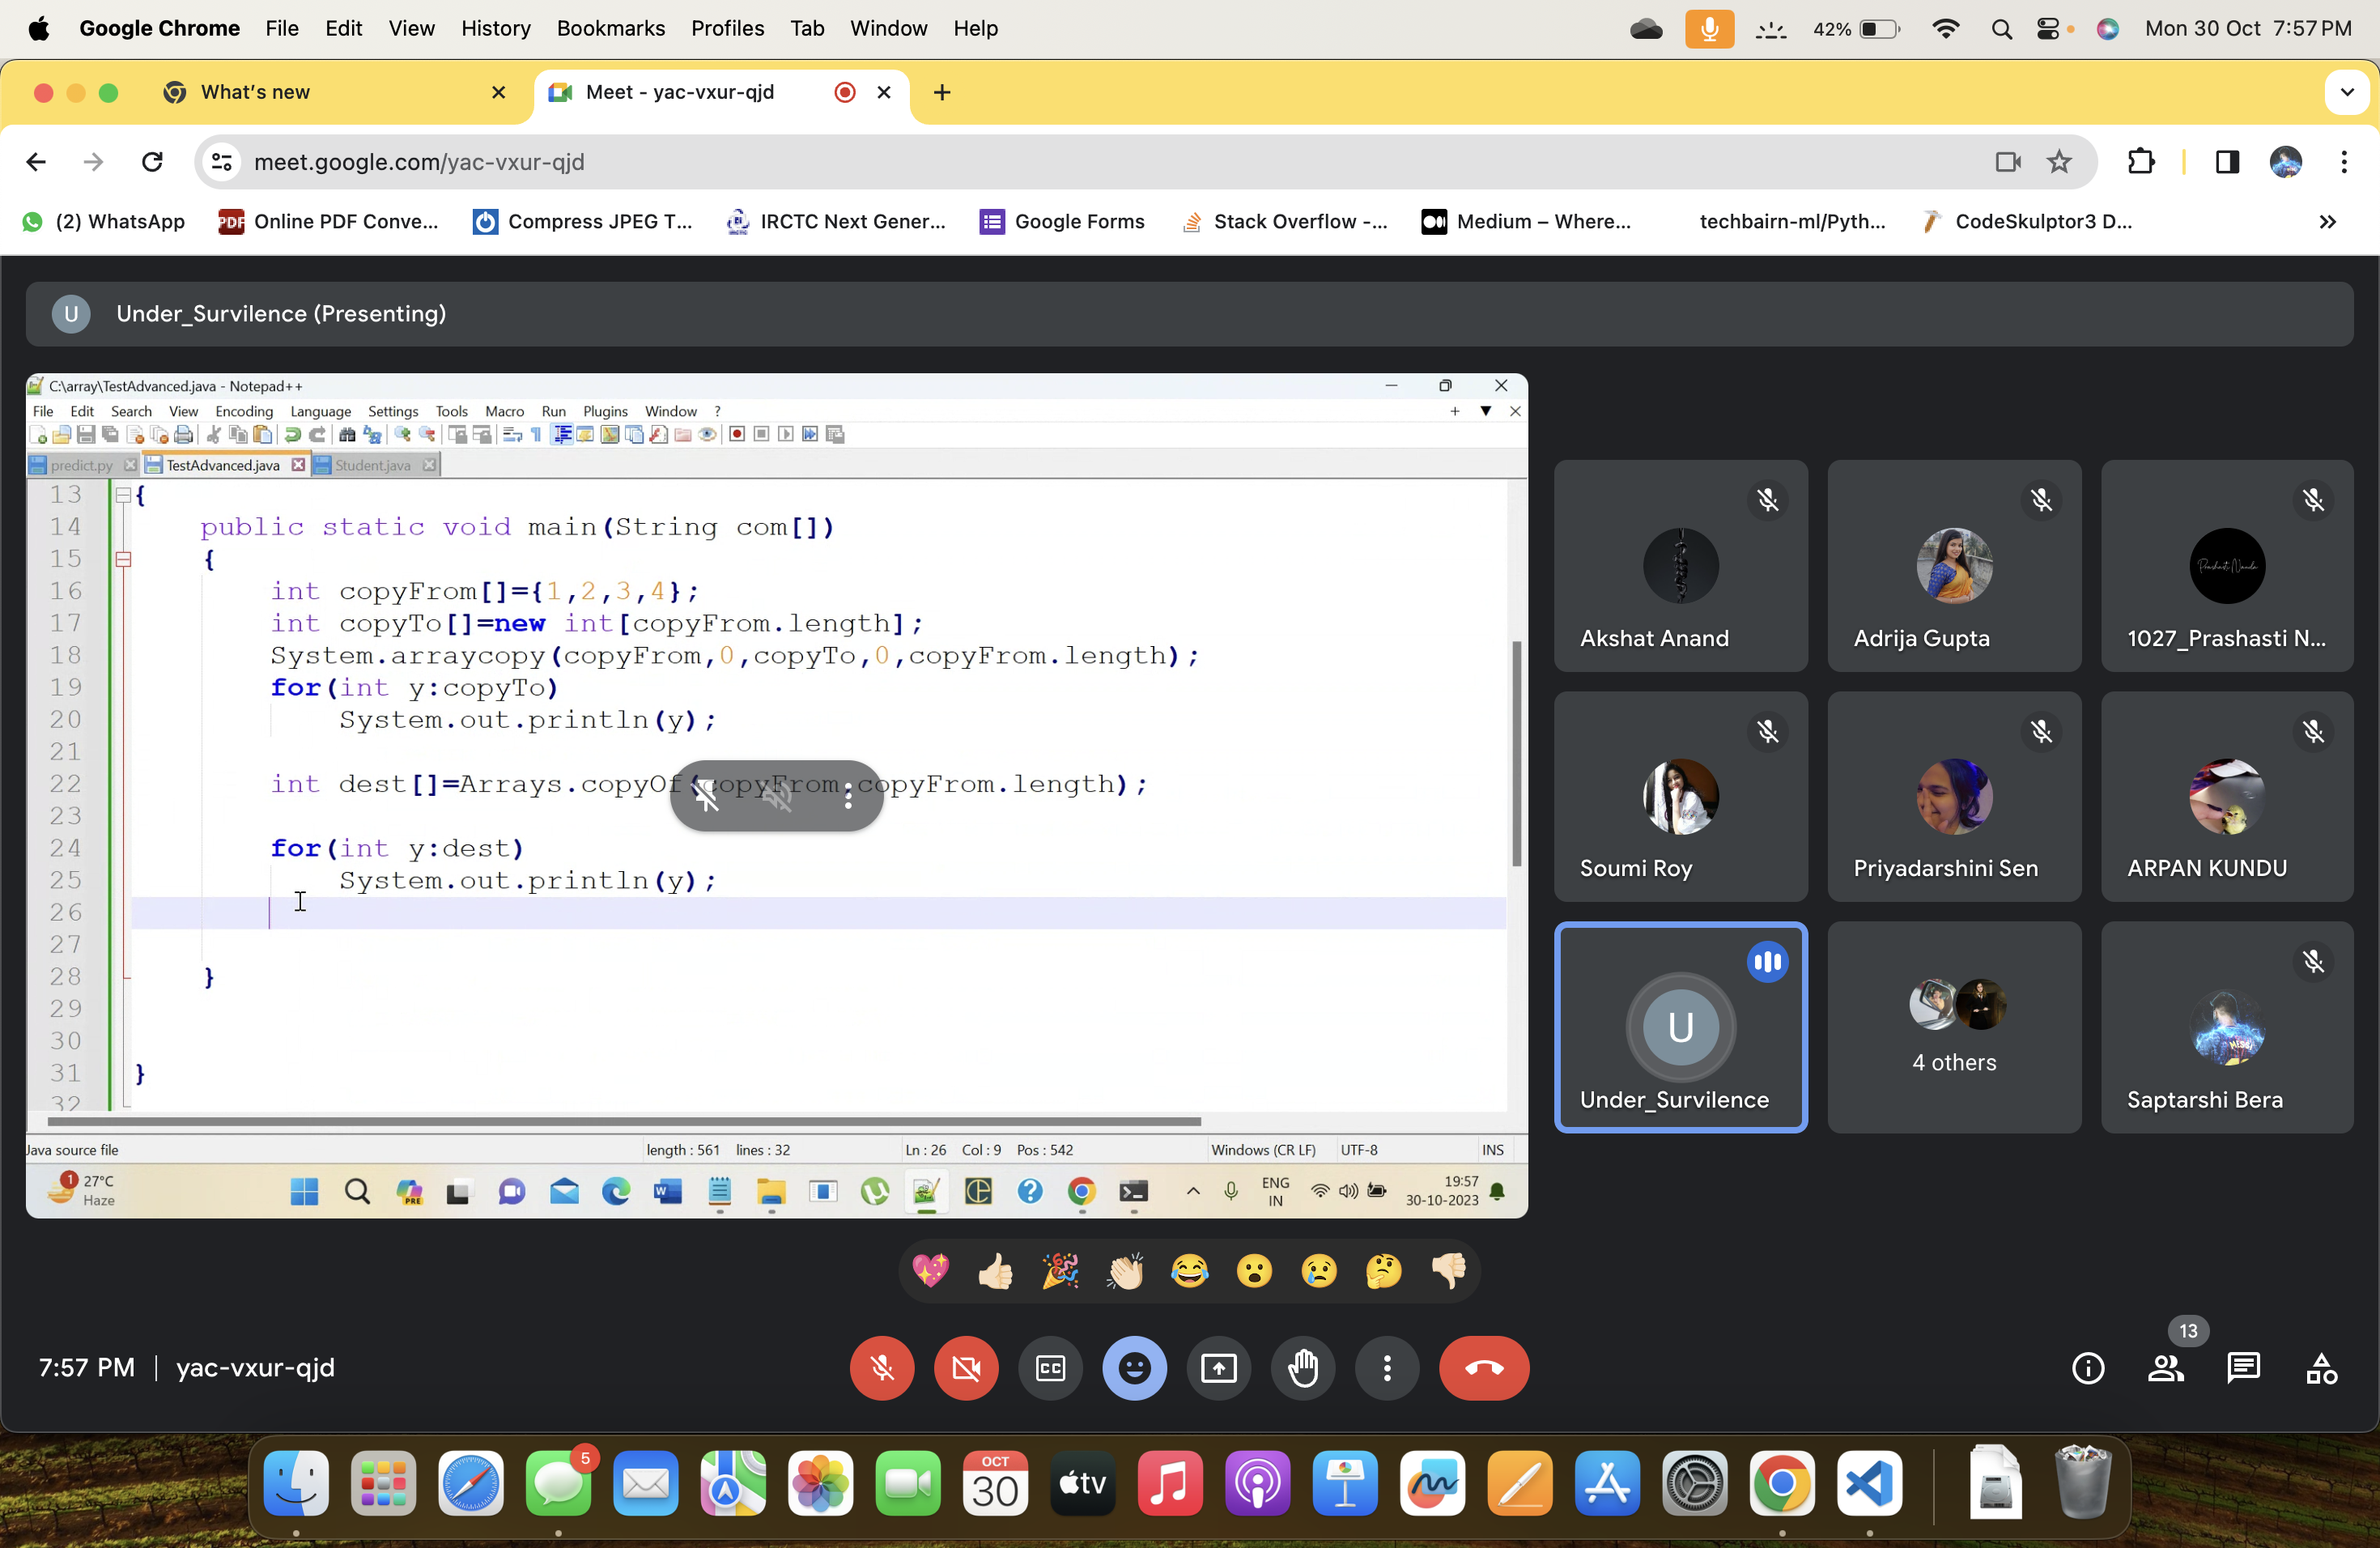 Google Chrome File Edit View History Bookmarks Profiles Tab Window Help 42% Mon 30 Oct 7:57 PM
What's new Meet - yac-vxur-qjd
meet.google.com/yac-vxur-qjd
(2) WhatsApp PDF Online PDF Conve... Compress JPEG T... IRCTC Next Gener... Google Forms Stack Overflow -... Medium – Where... techbairn-ml/Pyth... CodeSkulptor3 D...
U Under_Survilence (Presenting)
C:\array\TestAdvanced.java - Notepad++
File Edit Search View Encoding Language Settings Tools Macro Run Plugins Window ?
predict.py TestAdvanced.java Student.java
13 {
14 public static void main(String com[])
15 {
16 int copyFrom[]={1,2,3,4};
17 int copyTo[]=new int[copyFrom.length];
18 System.arraycopy(copyFrom,0,copyTo,0,copyFrom.length);
19 for(int y:copyTo)
20 System.out.println(y);
21
22 int dest[]=Arrays.copyOf(copyFrom,copyFrom.length);
23
24 for(int y:dest)
25 System.out.println(y);
26
27
28 }
29
30
31 }
32
Java source file length : 561 lines : 32 Ln : 26 Col : 9 Pos : 542 Windows (CR LF) UTF-8 INS
1 27°C
Haze
PRE
ENG
IN
19:57
30-10-2023
Akshat Anand
Adrija Gupta
Prashasti Nanda
1027_Prashasti N...
Soumi Roy
Priyadarshini Sen
ARPAN KUNDU
U
Under_Survilence
4 others
MESSI
Saptarshi Bera
7:57 PM | yac-vxur-qjd
CC
13
5
OCT
30
tv